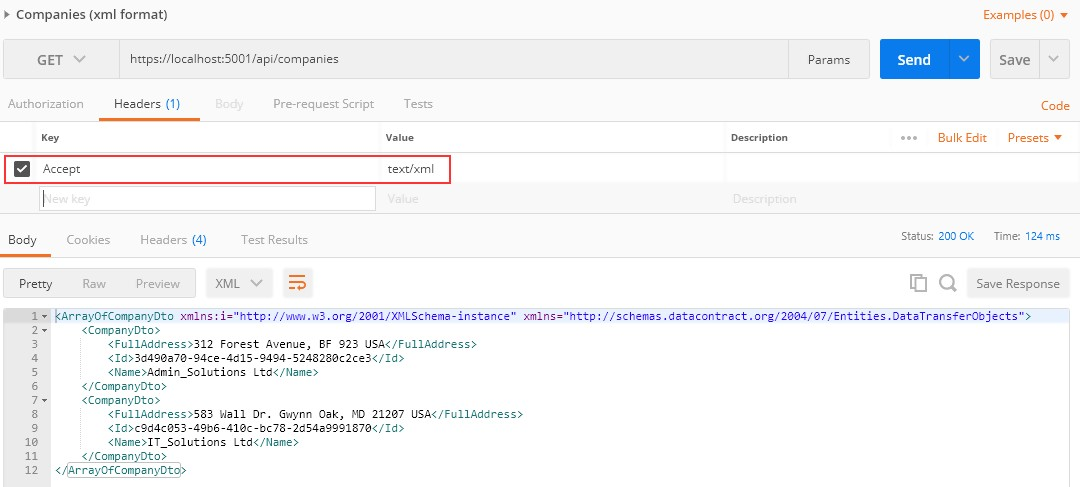 Companies (xml format) Examples (0)
GET https://localhost:5001/api/companies Params Send Save
Authorization Headers (1) Body Pre-request Script Tests Code
Key Value Description ••• Bulk Edit Presets
Accept text/xml
New key Value Description
Body Cookies Headers (4) Test Results Status: 200 OK Time: 124 ms
Pretty Raw Preview XML Save Response
1 <ArrayOfCompanyDto xmlns:i="http://www.w3.org/2001/XMLSchema-instance" xmlns="http://schemas.datacontract.org/2004/07/Entities.DataTransferObjects">
2 <CompanyDto>
3 <FullAddress>312 Forest Avenue, BF 923 USA</FullAddress>
4 <Id>3d490a70-94ce-4d15-9494-5248280c2ce3</Id>
5 <Name>Admin_Solutions Ltd</Name>
6 </CompanyDto>
7 <CompanyDto>
8 <FullAddress>583 Wall Dr. Gwynn Oak, MD 21207 USA</FullAddress>
9 <Id>c9d4c053-49b6-410c-bc78-2d54a9991870</Id>
10 <Name>IT_Solutions Ltd</Name>
11 </CompanyDto>
12 </ArrayOfCompanyDto>